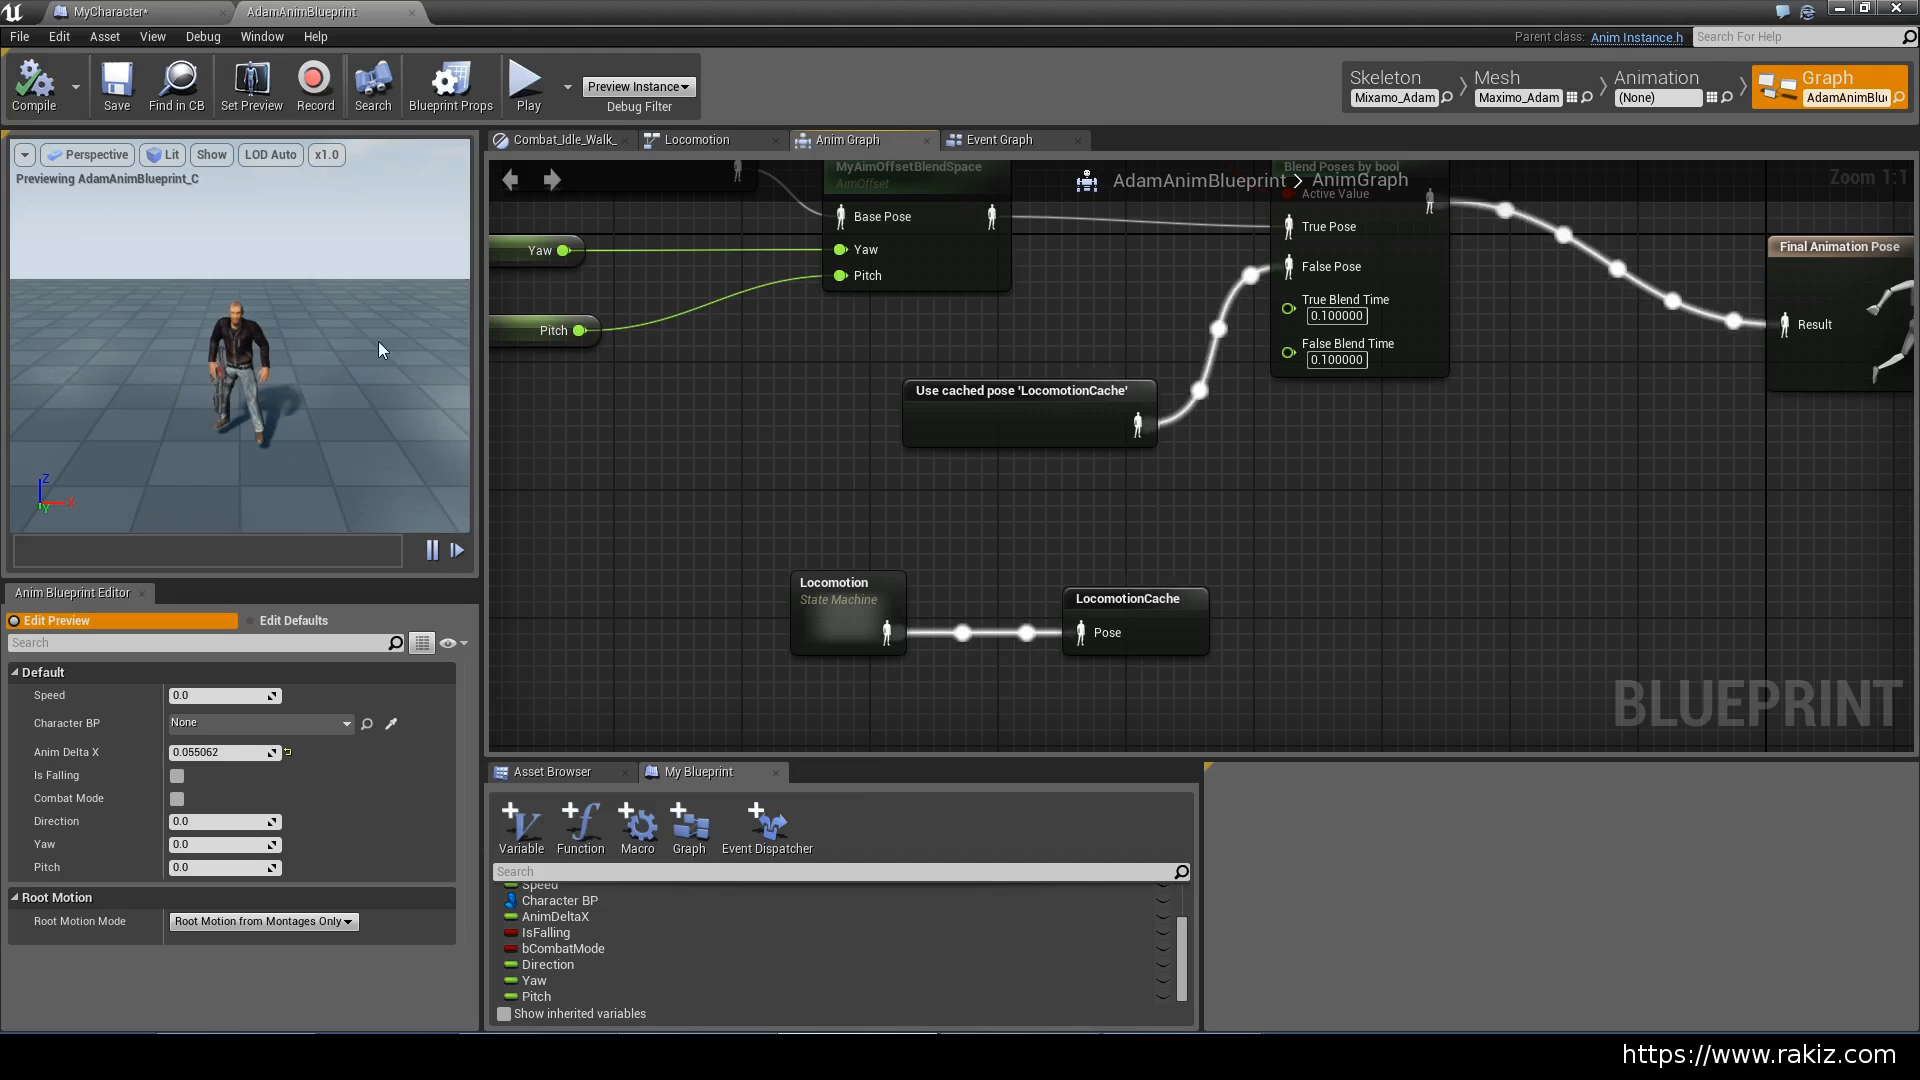 MyCharacter*
AdamAnimBlueprint
File Edit Asset View Debug Window Help
Parent class: Anim Instance.h
Search For Help
Compile
Save
Find in CB
Set Preview
Record
Search
Blueprint Props
Play
Preview Instance
Debug Filter
Skeleton
Mixamo_Adam
Mesh
Maximo_Adam
Animation
(None)
Graph
AdamAnimBlu
Perspective
Lit
Show
LOD Auto
x1.0
Previewing AdamAnimBlueprint_C
Z
X
Y
Combat_Idle_Walk_
Locomotion
Anim Graph
Event Graph
AdamAnimBlueprint > AnimGraph
Zoom 1:1
MyAimOffsetBlendSpace
AimOffset
Base Pose
Yaw
Pitch
Yaw
Pitch
Blend Poses by bool
Active Value
True Pose
False Pose
True Blend Time
0.100000
False Blend Time
0.100000
Final Animation Pose
Result
Use cached pose 'LocomotionCache'
Locomotion
State Machine
LocomotionCache
Pose
BLUEPRINT
Anim Blueprint Editor
Edit Preview
Edit Defaults
Search
Default
Speed 0.0
Character BP None
Anim Delta X 0.055062
Is Falling
Combat Mode
Direction 0.0
Yaw 0.0
Pitch 0.0
Root Motion
Root Motion Mode Root Motion from Montages Only
Asset Browser
My Blueprint
Variable
Function
Macro
Graph
Event Dispatcher
Search
Speed
Character BP
AnimDeltaX
IsFalling
bCombatMode
Direction
Yaw
Pitch
Show inherited variables
https://www.rakiz.com